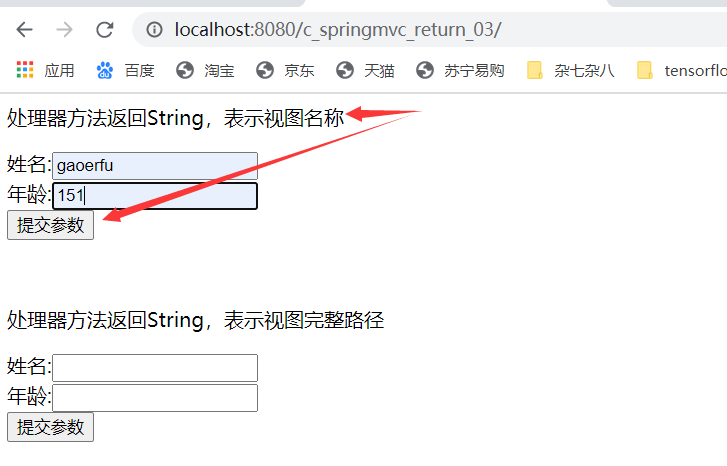 localhost:8080/c_springmvc_return_03/
应用 百度 淘宝 京东 天猫 苏宁易购 杂七杂八 tensorflo
处理器方法返回String，表示视图名称
姓名:gaoerfu
年龄:151
提交参数
处理器方法返回String，表示视图完整路径
姓名:
年龄:
提交参数